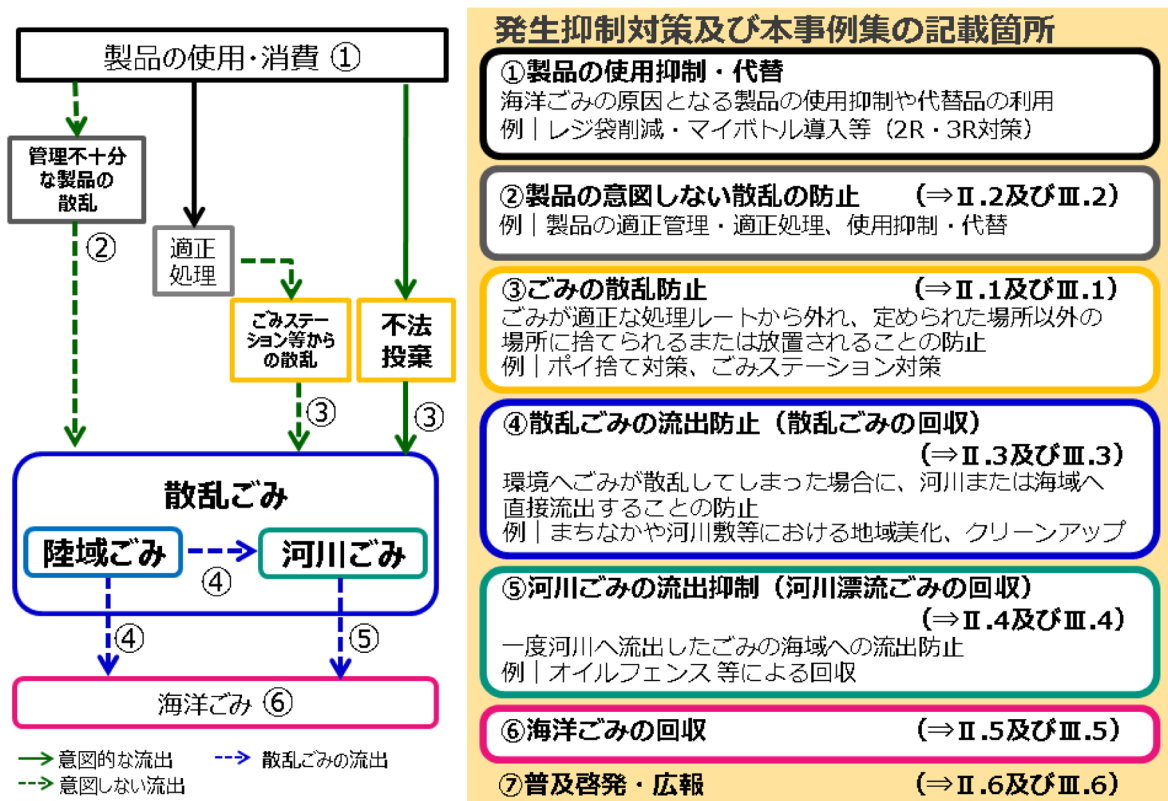 製品の使用・消費 ①
管理不十分
な製品の
散乱
②
適正
処理
ごみステー
ション等から
の散乱
不法
投棄
③
③
散乱ごみ
陸域ごみ
④
河川ごみ
④
⑤
海洋ごみ ⑥
意図的な流出
散乱ごみの流出
意図しない流出
発生抑制対策及び本事例集の記載箇所
①製品の使用抑制・代替
海洋ごみの原因となる製品の使用抑制や代替品の利用
例｜レジ袋削減・マイボトル導入等（2R・3R対策）
②製品の意図しない散乱の防止 （⇒Ⅱ.2及びⅢ.2）
例｜製品の適正管理・適正処理、使用抑制・代替
③ごみの散乱防止 （⇒Ⅱ.1及びⅢ.1）
ごみが適正な処理ルートから外れ、定められた場所以外の
場所に捨てられるまたは放置されることの防止
例｜ポイ捨て対策、ごみステーション対策
④散乱ごみの流出防止（散乱ごみの回収）
（⇒Ⅱ.3及びⅢ.3）
環境へごみが散乱してしまった場合に、河川または海域へ
直接流出することの防止
例｜まちなかや河川敷等における地域美化、クリーンアップ
⑤河川ごみの流出抑制（河川漂流ごみの回収）
（⇒Ⅱ.4及びⅢ.4）
一度河川へ流出したごみの海域への流出防止
例｜オイルフェンス等による回収
⑥海洋ごみの回収 （⇒Ⅱ.5及びⅢ.5）
⑦普及啓発・広報 （⇒Ⅱ.6及びⅢ.6）